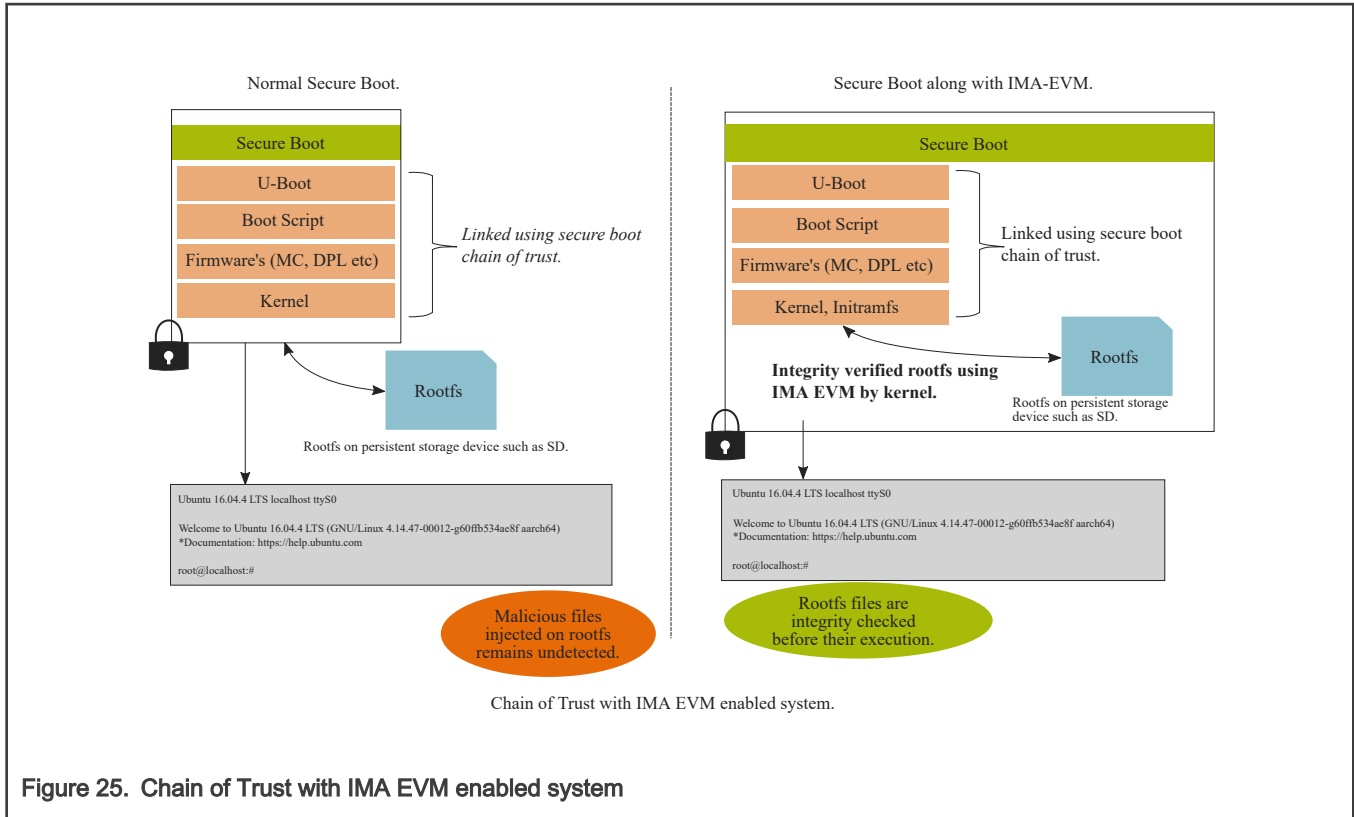 Normal Secure Boot.
Secure Boot
U-Boot
Boot Script
Firmware's (MC, DPL etc)
Kernel
Linked using secure boot
chain of trust.
Rootfs
Rootfs on persistent storage device such as SD.
Ubuntu 16.04.4 LTS localhost ttyS0
Welcome to Ubuntu 16.04.4 LTS (GNU/Linux 4.14.47-00012-g60ffb534ae8f aarch64)
*Documentation: https://help.ubuntu.com
root@localhost:#
Malicious files
injected on rootfs
remains undetected.
Secure Boot along with IMA-EVM.
Secure Boot
U-Boot
Boot Script
Firmware's (MC, DPL etc)
Kernel, Initramfs
Linked using secure boot
chain of trust.
Rootfs
Integrity verified rootfs using
IMA EVM by kernel.
Rootfs on persistent storage
device such as SD.
Ubuntu 16.04.4 LTS localhost ttyS0
Welcome to Ubuntu 16.04.4 LTS (GNU/Linux 4.14.47-00012-g60ffb534ae8f aarch64)
*Documentation: https://help.ubuntu.com
root@localhost:#
Rootfs files are
integrity checked
before their execution.
Chain of Trust with IMA EVM enabled system.
Figure 25. Chain of Trust with IMA EVM enabled system